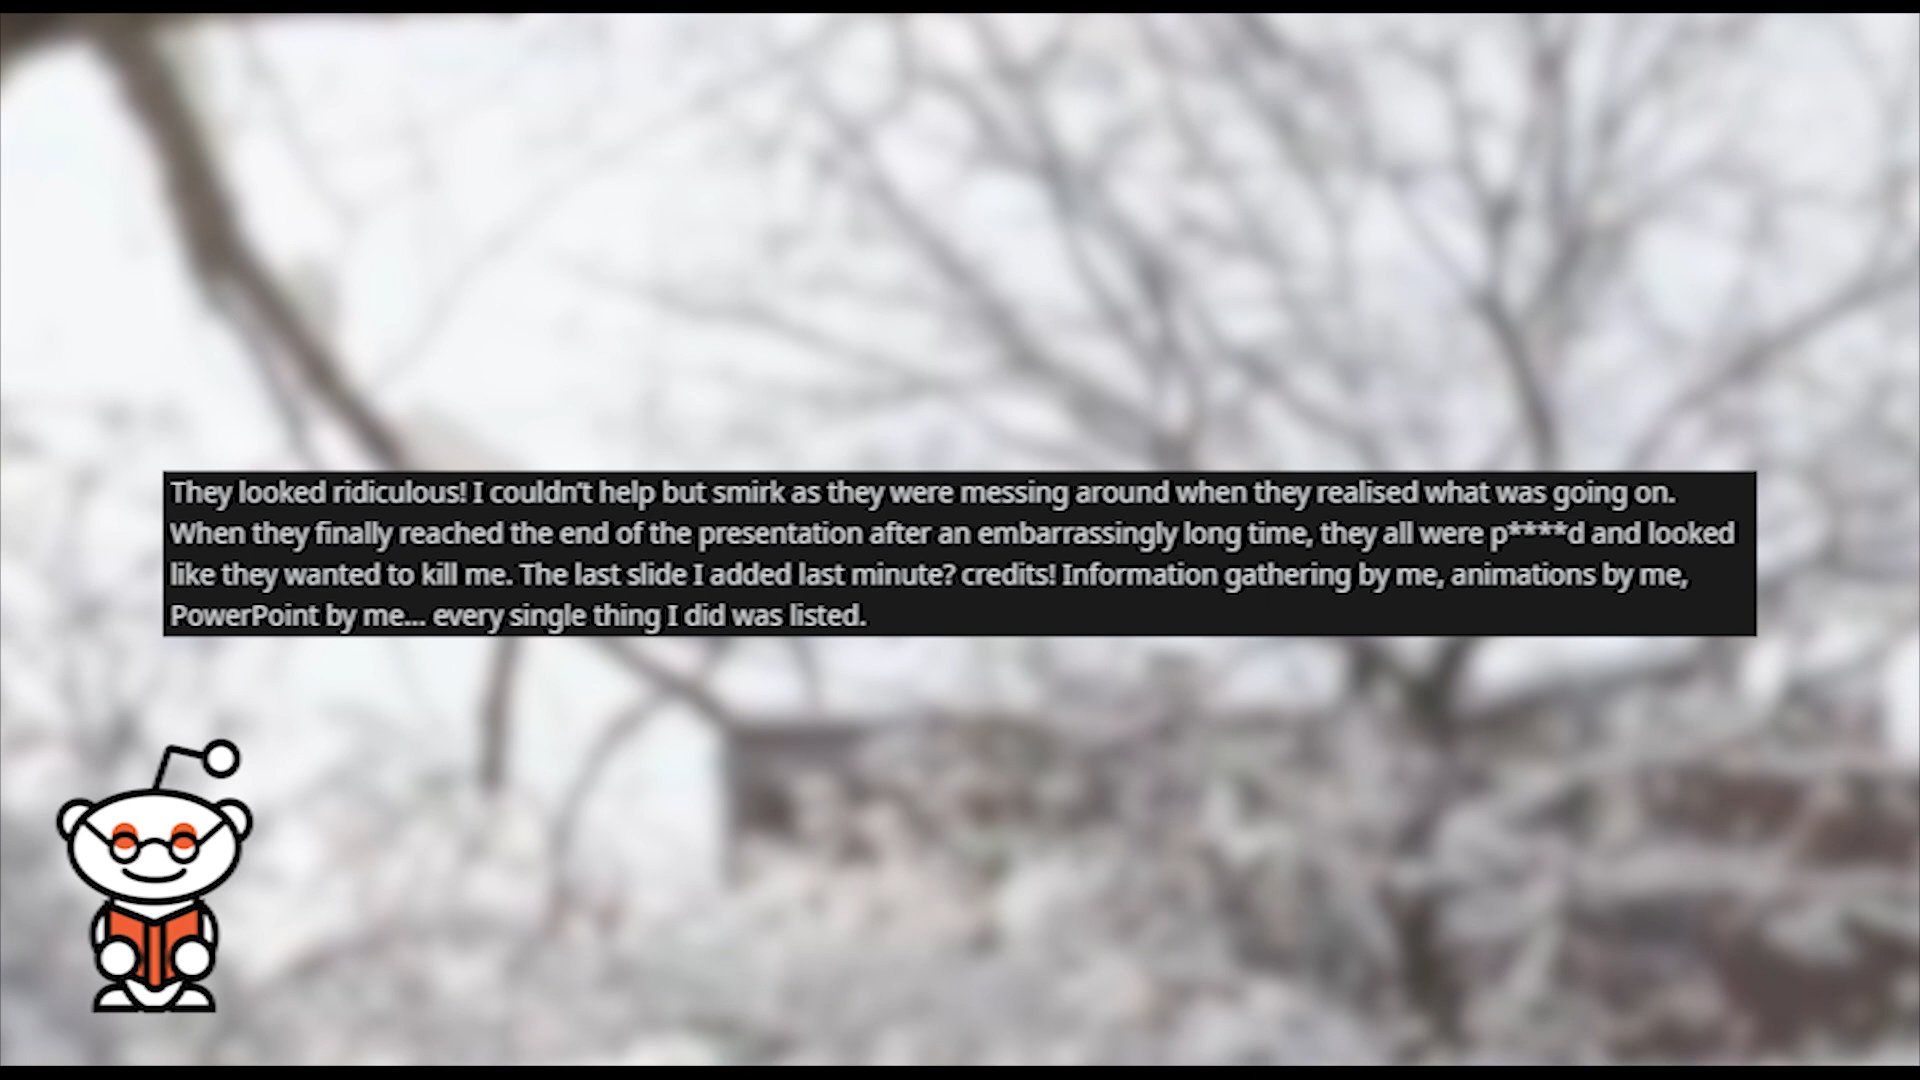 They looked ridiculous! I couldn't help but smirk as they were messing around when they realised what was going on.
When they finally reached the end of the presentation after an embarrassingly long time, they all were p****d and looked
like they wanted to kill me. The last slide I added last minute? credits! Information gathering by me, animations by me,
PowerPoint by me... every single thing I did was listed.